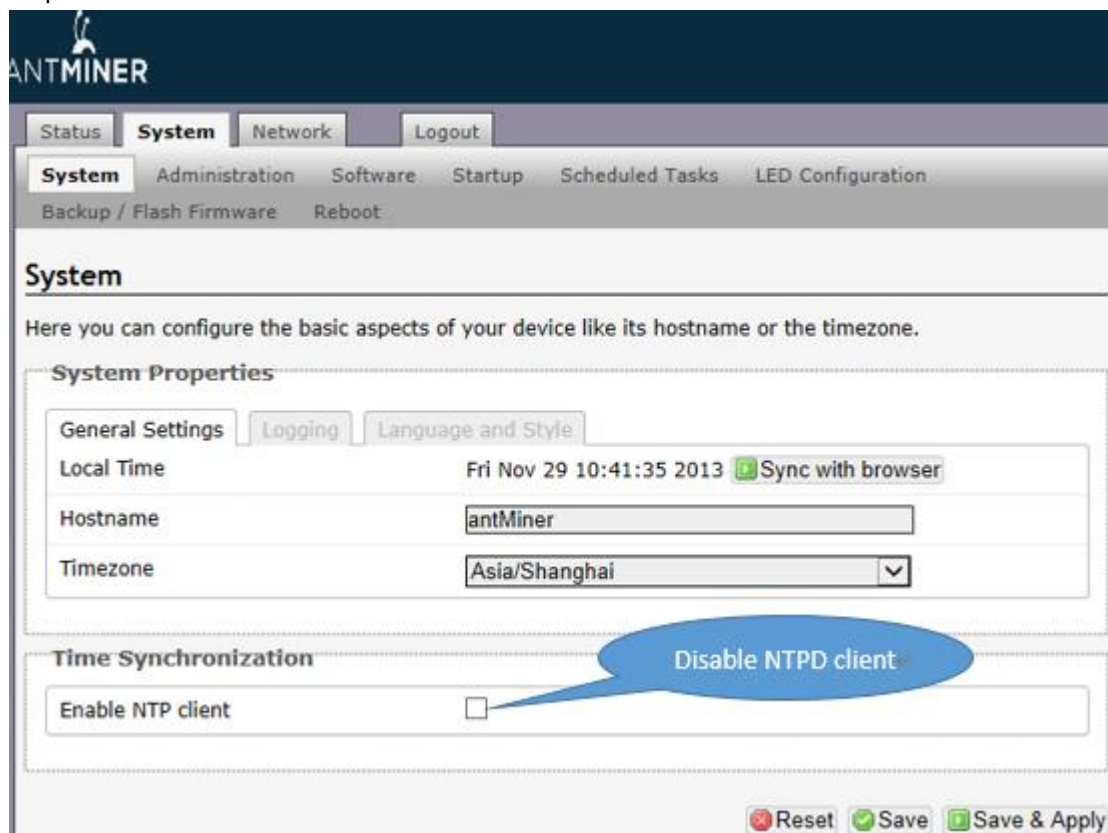 ANTMINER
Status System Network Logout
System Administration Software Startup Scheduled Tasks LED Configuration
Backup / Flash Firmware Reboot
System
Here you can configure the basic aspects of your device like its hostname or the timezone.
System Properties
General Settings Logging Language and Style
Local Time Fri Nov 29 10:41:35 2013 Sync with browser
Hostname antMiner
Timezone Asia/Shanghai
Time Synchronization
Disable NTPD client
Enable NTP client
Reset Save Save & Apply